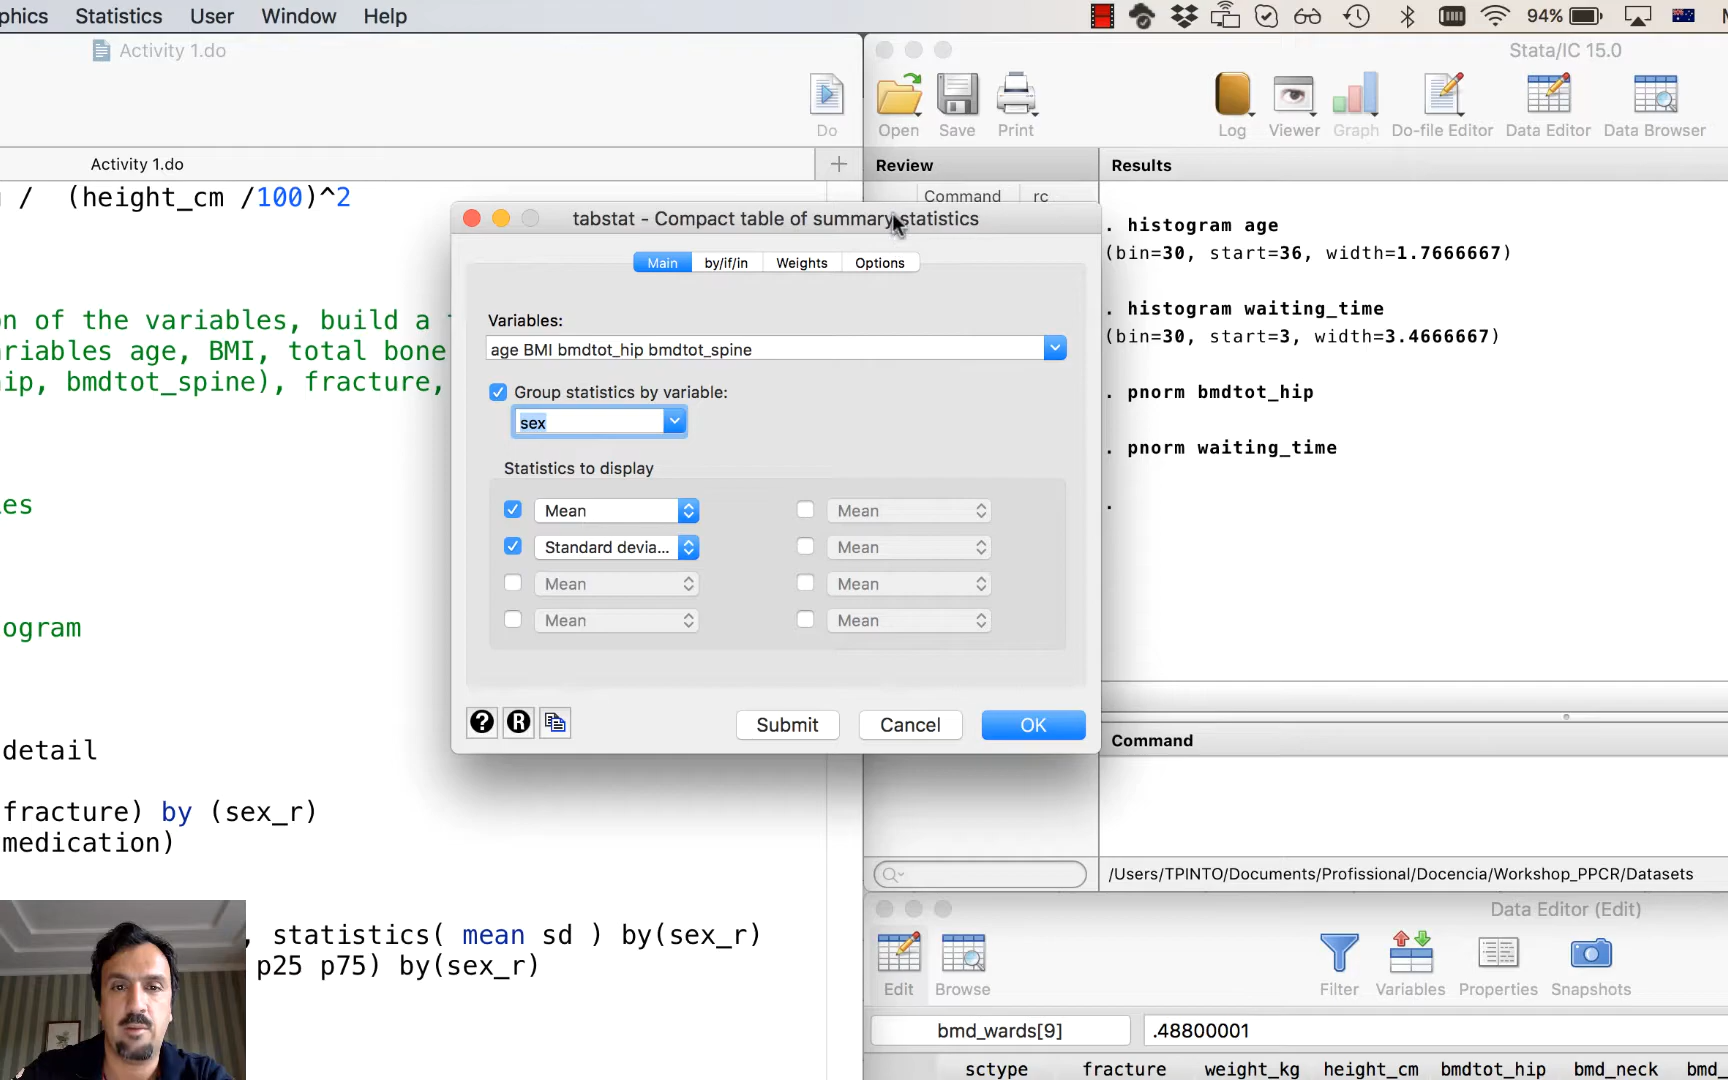 phics Statistics User Window Help 94%
Activity 1.do
Do
Activity 1.do
/ (height_cm /100)^2
n of the variables, build a
riables age, BMI, total bone
ip, bmdtot_spine), fracture,
es
ogram
detail
fracture) by (sex_r)
medication)
, statistics( mean sd ) by(sex_r)
p25 p75) by(sex_r)
Stata/IC 15.0
Open Save Print Log Viewer Graph Do-file Editor Data Editor Data Browser
Review Results
Command rc
. histogram age
(bin=30, start=36, width=1.7666667)
. histogram waiting_time
(bin=30, start=3, width=3.4666667)
. pnorm bmdtot_hip
. pnorm waiting_time
.
tabstat - Compact table of summary statistics
Main by/if/in Weights Options
Variables:
age BMI bmdtot_hip bmdtot_spine
Group statistics by variable:
sex
Statistics to display
Mean Mean
Standard devia... Mean
Mean Mean
Mean Mean
? R Submit Cancel OK
Command
/Users/TPINTO/Documents/Profissional/Docencia/Workshop_PPCR/Datasets
Data Editor (Edit)
Edit Browse Filter Variables Properties Snapshots
bmd_wards[9] .48800001
sctype fracture weight_kg height_cm bmdtot_hip bmd_neck bmd_